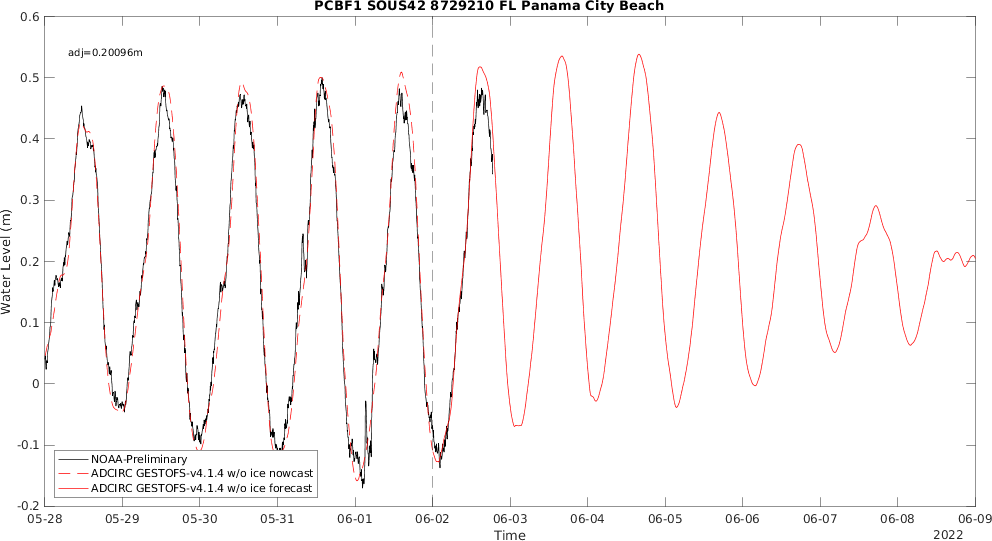 PCBF1 SOUS42 8729210 FL Panama City Beach
adj=0.20096m
Water Level (m)
0.6
0.5
0.4
0.3
0.2
0.1
0
-0.1
-0.2
NOAA-Preliminary
ADCIRC GESTOFS-v4.1.4 w/o ice nowcast
ADCIRC GESTOFS-v4.1.4 w/o ice forecast
05-28 05-29 05-30 05-31 06-01 06-02 06-03 06-04 06-05 06-06 06-07 06-08 06-09
Time
2022